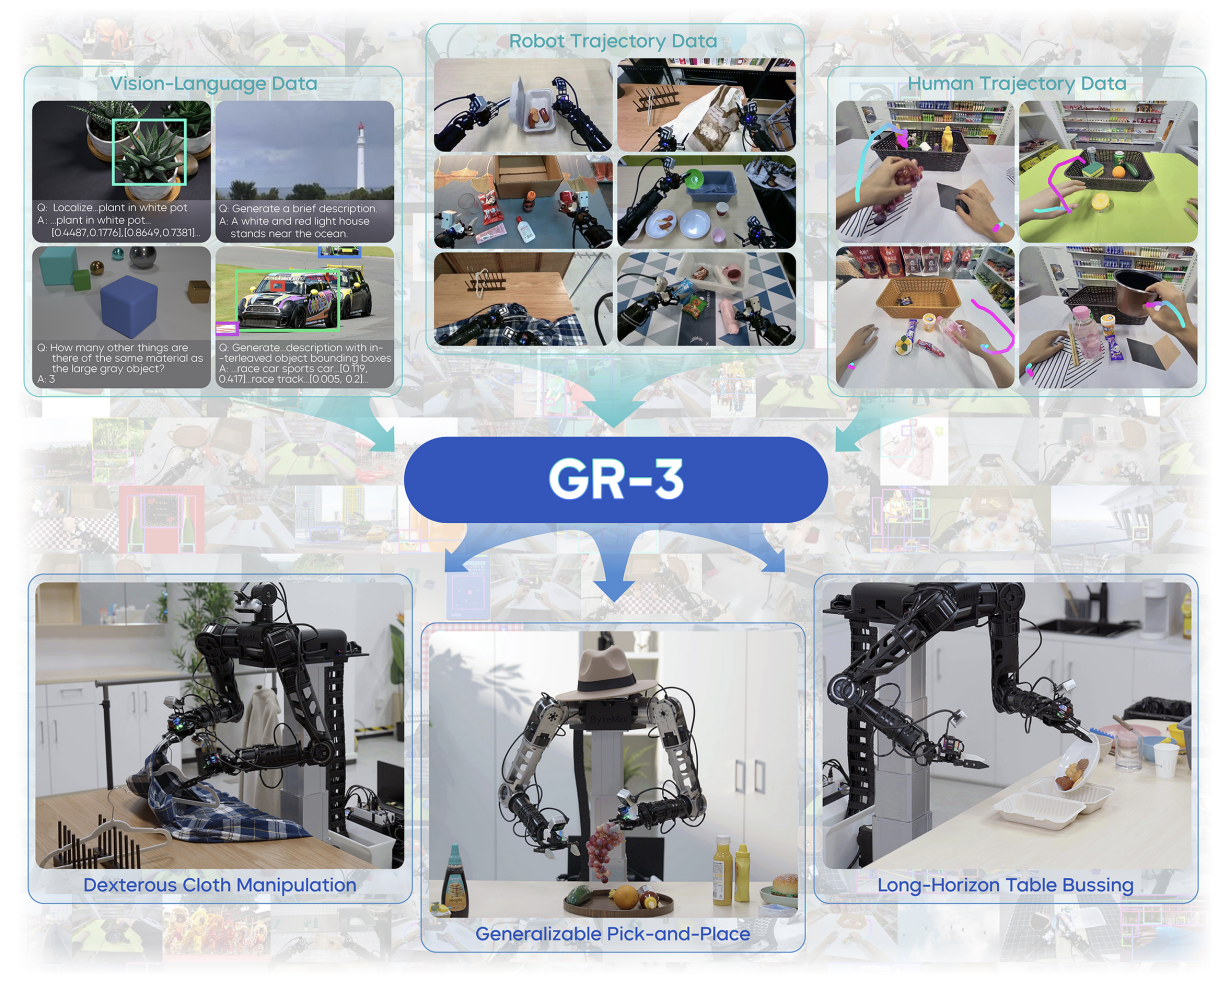 Robot Trajectory Data
Vision-Language Data
Human Trajectory Data
Q: Localize..plant in white pot
A: ...plant in white pot...
[0.4487,0.1776],[0.8649,0.7381]...
Q: Generate a brief description.
A: A white and red light house
stands near the ocean.
Q: How many other things are
there of the same material as
the large gray object?
A: 3
Q: Generate..description with in-
-terleaved object bounding boxes
A: ...race car sports car...[0.119,
0.417]...race track...[0.005, 0.2]...
GR-3
Dexterous Cloth Manipulation
Generalizable Pick-and-Place
Long-Horizon Table Bussing